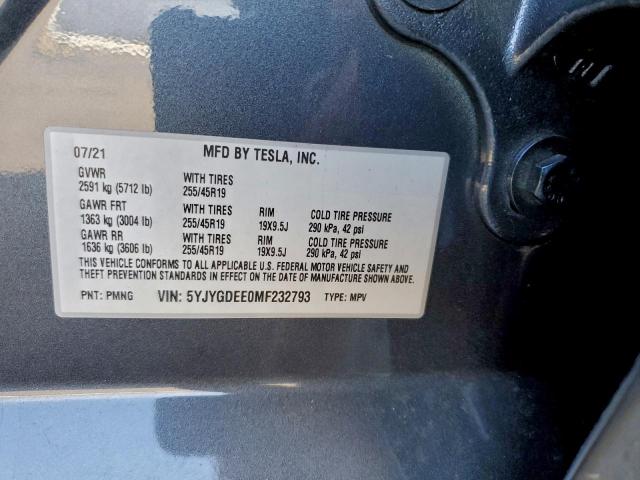 07/21 MFD BY TESLA, INC.
GVWR
2591 kg (5712 lb) WITH TIRES 255/45R19
GAWR FRT
1363 kg (3004 lb) WITH TIRES 255/45R19 RIM 19X9.5J COLD TIRE PRESSURE 290 kPa, 42 psi
GAWR RR
1636 kg (3606 lb) WITH TIRES 255/45R19 RIM 19X9.5J COLD TIRE PRESSURE 290 kPa, 42 psi
THIS VEHICLE CONFORMS TO ALL APPLICABLE U.S. FEDERAL MOTOR VEHICLE SAFETY AND
THEFT PREVENTION STANDARDS IN EFFECT ON THE DATE OF MANUFACTURE SHOWN ABOVE.
PNT: PMNG VIN: 5YJYGDEE0MF232793 TYPE: MPV